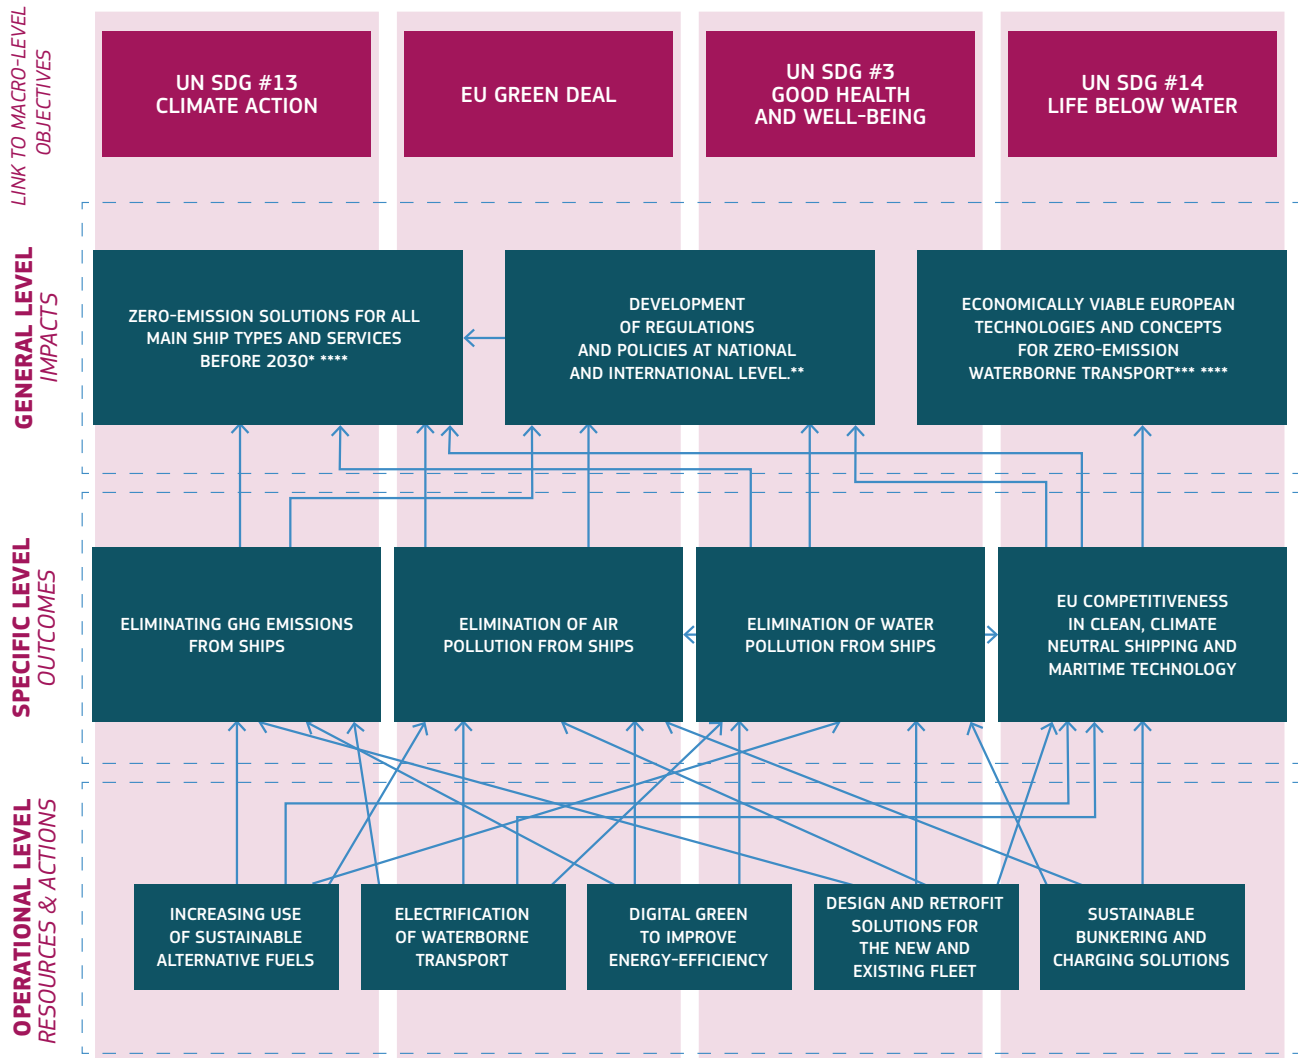 LINK TO MACRO-LEVEL
OBJECTIVES
UN SDG #13
CLIMATE ACTION
EU GREEN DEAL
UN SDG #3
GOOD HEALTH
AND WELL-BEING
UN SDG #14
LIFE BELOW WATER
GENERAL LEVEL
IMPACTS
ZERO-EMISSION SOLUTIONS FOR ALL
MAIN SHIP TYPES AND SERVICES
BEFORE 2030* ****
DEVELOPMENT
OF REGULATIONS
AND POLICIES AT NATIONAL
AND INTERNATIONAL LEVEL.**
ECONOMICALLY VIABLE EUROPEAN
TECHNOLOGIES AND CONCEPTS
FOR ZERO-EMISSION
WATERBORNE TRANSPORT*** ****
SPECIFIC LEVEL
OUTCOMES
ELIMINATING GHG EMISSIONS
FROM SHIPS
ELIMINATION OF AIR
POLLUTION FROM SHIPS
ELIMINATION OF WATER
POLLUTION FROM SHIPS
EU COMPETITIVENESS
IN CLEAN, CLIMATE
NEUTRAL SHIPPING AND
MARITIME TECHNOLOGY
OPERATIONAL LEVEL
RESOURCES & ACTIONS
INCREASING USE
OF SUSTAINABLE
ALTERNATIVE FUELS
ELECTRIFICATION
OF WATERBORNE
TRANSPORT
DIGITAL GREEN
TO IMPROVE
ENERGY-EFFICIENCY
DESIGN AND RETROFIT
SOLUTIONS FOR
THE NEW AND
EXISTING FLEET
SUSTAINABLE
BUNKERING AND
CHARGING SOLUTIONS